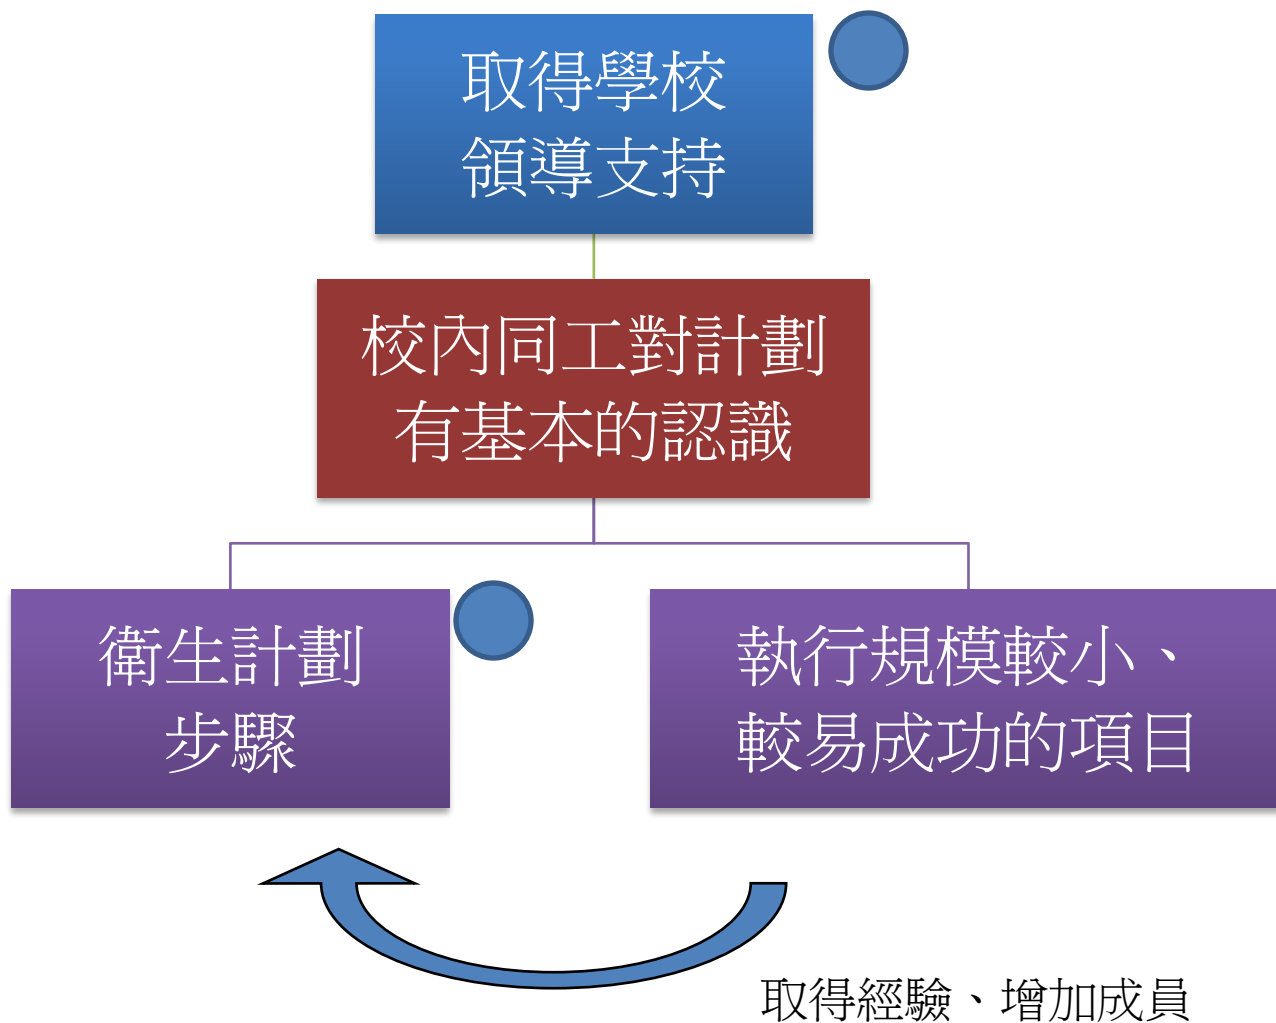 取得學校
領導支持
校內同工對計劃
有基本的認識
衛生計劃
步驟
執行規模較小、
較易成功的項目
取得經驗、增加成員